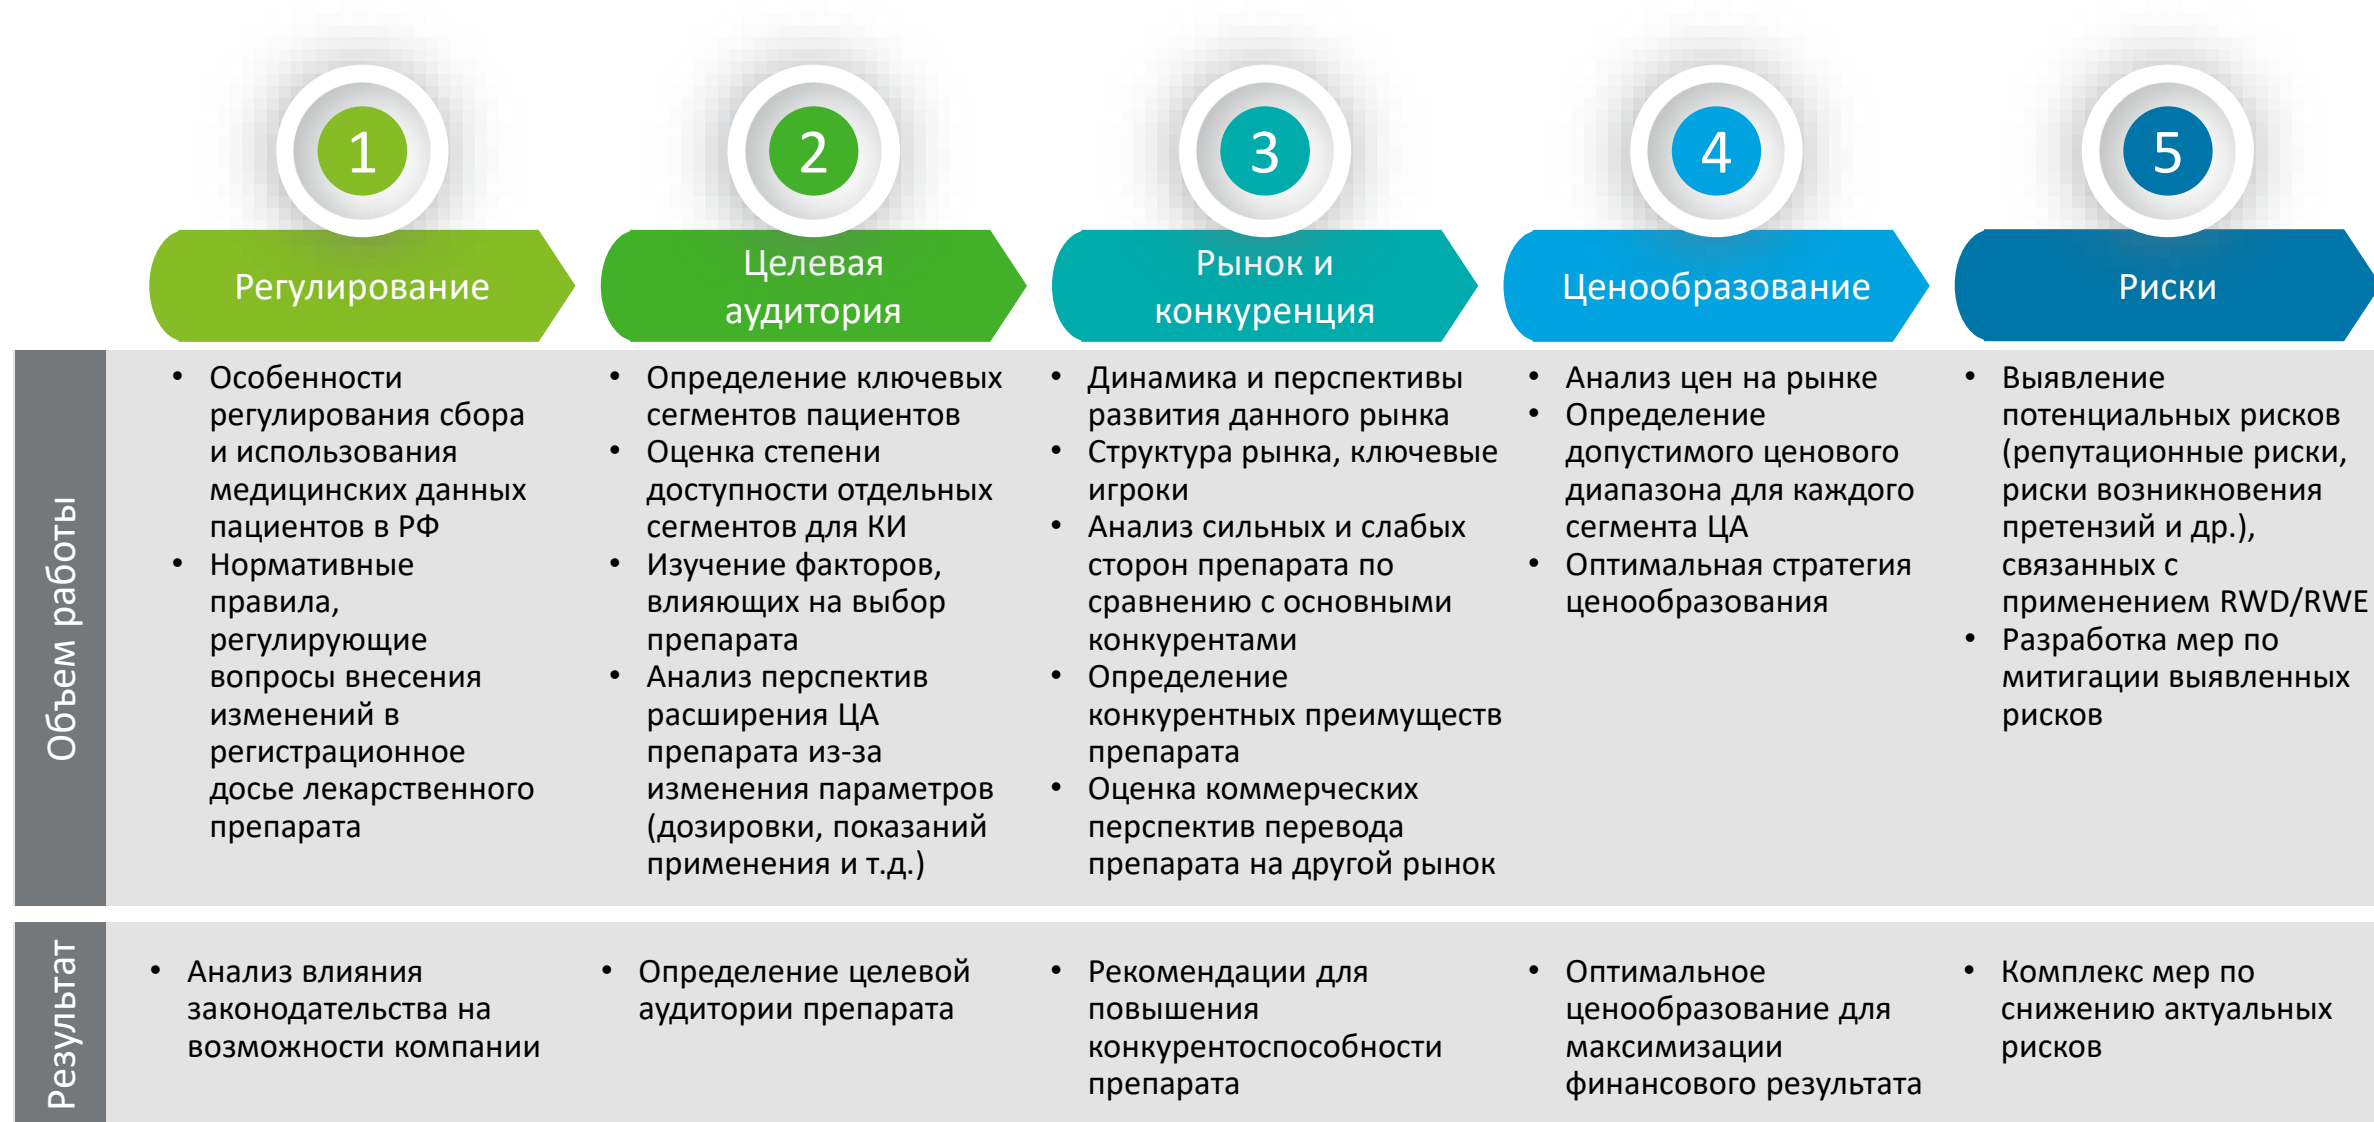 1
Регулирование
2
Целевая
аудитория
3
Рынок и
конкуренция
4
Ценообразование
5
Риски
Объем работы
• Особенности
регулирования сбора
и использования
медицинских данных
пациентов в РФ
• Нормативные
правила,
регулирующие
вопросы внесения
изменений в
регистрационное
досье лекарственного
препарата
• Определение ключевых
сегментов пациентов
• Оценка степени
доступности отдельных
сегментов для КИ
• Изучение факторов,
влияющих на выбор
препарата
• Анализ перспектив
расширения ЦА
препарата из-за
изменения параметров
(дозировки, показаний
применения и т.д.)
• Динамика и перспективы
развития данного рынка
• Структура рынка, ключевые
игроки
• Анализ сильных и слабых
сторон препарата по
сравнению с основными
конкурентами
• Определение
конкурентных преимуществ
препарата
• Оценка коммерческих
перспектив перевода
препарата на другой рынок
• Анализ цен на рынке
• Определение
допустимого ценового
диапазона для каждого
сегмента ЦА
• Оптимальная стратегия
ценообразования
• Выявление
потенциальных рисков
(репутационные риски,
риски возникновения
претензий и др.),
связанных с
применением RWD/RWE
• Разработка мер по
митигации выявленных
рисков
Результат
• Анализ влияния
законодательства на
возможности компании
• Определение целевой
аудитории препарата
• Рекомендации для
повышения
конкурентоспособности
препарата
• Оптимальное
ценообразование для
максимизации
финансового результата
• Комплекс мер по
снижению актуальных
рисков